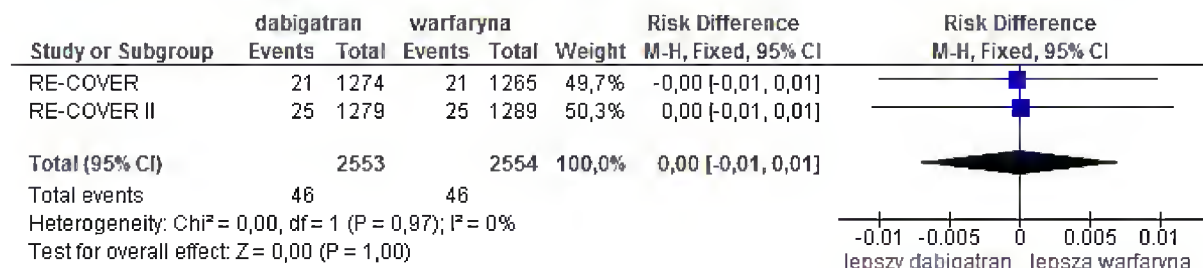 dabigatran warfaryna Risk Difference Risk Difference
Study or Subgroup Events Total Events Total Weight M-H, Fixed, 95% CI M-H, Fixed, 95% CI
RE-COVER 21 1274 21 1265 49,7% -0,00 [-0,01, 0,01]
RE-COVER II 25 1279 25 1289 50,3% 0,00 [-0,01, 0,01]
Total (95% CI) 2553 2554 100,0% 0,00 [-0,01, 0,01]
Total events 46 46
Heterogeneity: Chi² = 0,00, df = 1 (P = 0,97); I² = 0%
Test for overall effect: Z = 0,00 (P = 1,00)
-0.01 -0.005 0 0.005 0.01
lepszy dabigatran lepsza warfaryna